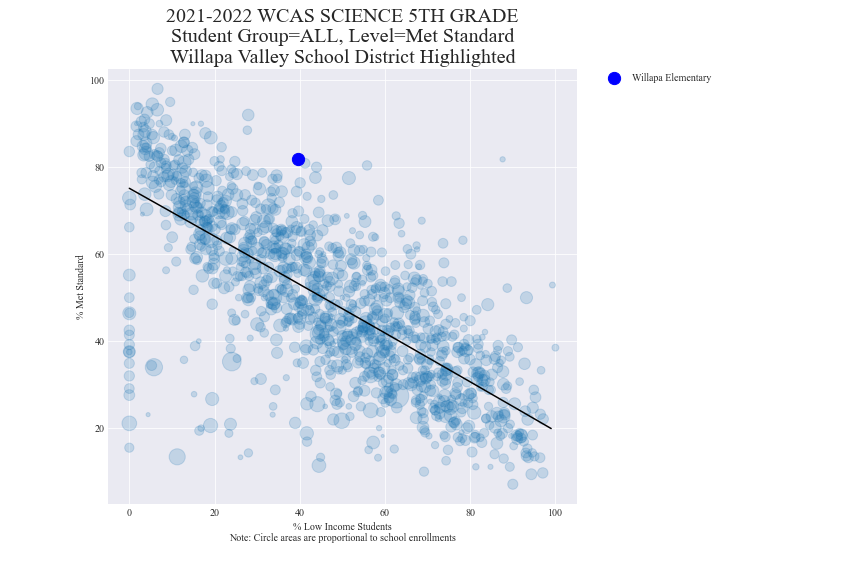 2021-2022 WCAS SCIENCE 5TH GRADE
Student Group=ALL, Level=Met Standard
Willapa Valley School District Highlighted
Willapa Elementary
100
80
60
40
20
% Met Standard
0 20 40 60 80 100
% Low Income Students
Note: Circle areas are proportional to school enrollments